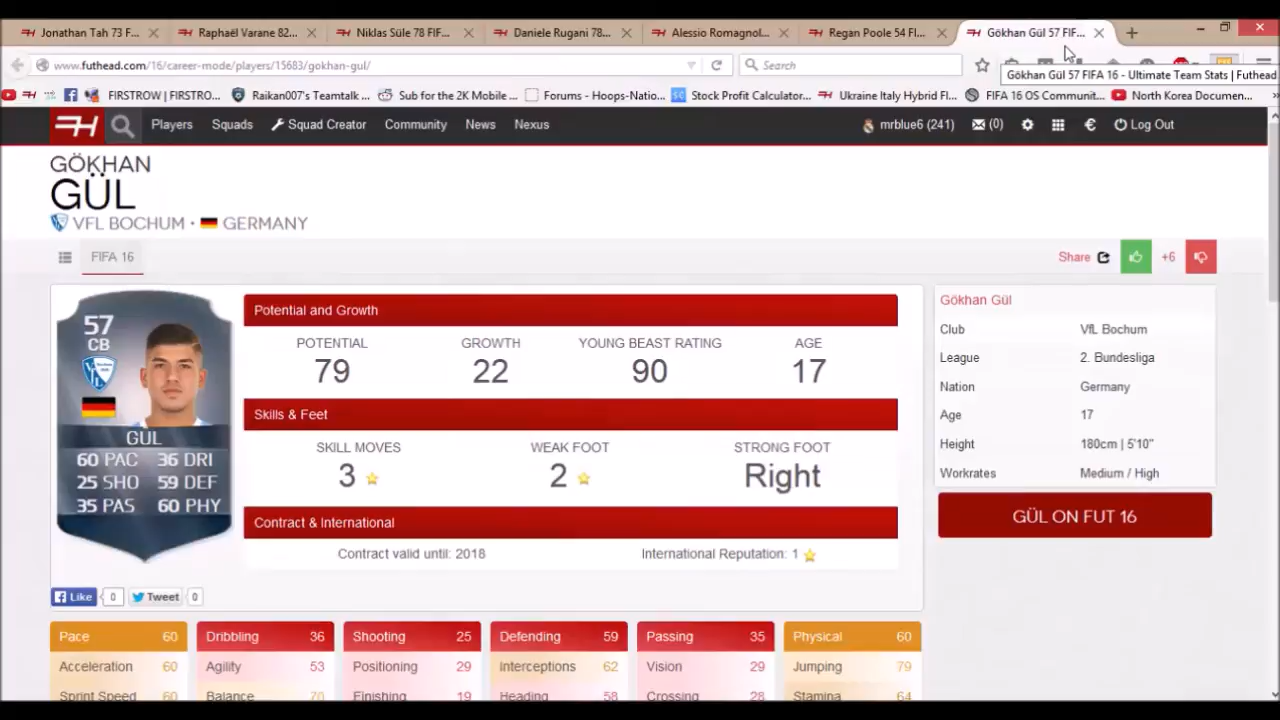 Jonathan Tah 73 F...
Raphaël Varane 82...
Niklas Süle 78 FIF...
Daniele Rugani 78...
Alessio Romagnol...
Regan Poole 54 FI...
Gökhan Gül 57 FIF...
www.futhead.com/16/career-mode/players/15683/gokhan-gul/
Search
Gökhan Gül 57 FIFA 16 - Ultimate Team Stats | Futhead
FIRSTROW | FIRSTRO...
Raikan007's Teamtalk ...
Sub for the 2K Mobile ...
Forums - Hoops-Natio...
Stock Profit Calculator...
Ukraine Italy Hybrid Fl...
FIFA 16 OS Communit...
North Korea Documen...
Players Squads Squad Creator Community News Nexus mrblue6 (241) (0) € Log Out
GÖKHAN
GÜL
VFL BOCHUM · GERMANY
FIFA 16
Share +6
57
CB
GÜL
60 PAC 36 DRI
25 SHO 59 DEF
35 PAS 60 PHY
Potential and Growth
POTENTIAL GROWTH YOUNG BEAST RATING AGE
79 22 90 17
Skills & Feet
SKILL MOVES WEAK FOOT STRONG FOOT
3 2 Right
Contract & International
Contract valid until: 2018 International Reputation: 1
Gökhan Gül
Club VfL Bochum
League 2. Bundesliga
Nation Germany
Age 17
Height 180cm | 5'10"
Workrates Medium / High
GÜL ON FUT 16
Like 0 Tweet 0
Pace 60 Dribbling 36 Shooting 25 Defending 59 Passing 35 Physical 60
Acceleration 60 Agility 53 Positioning 29 Interceptions 62 Vision 29 Jumping 79
Sprint Speed 60 Balance 70 Finishing 19 Heading 58 Crossing 28 Stamina 64